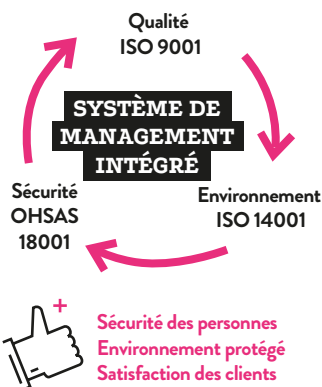 Qualité
ISO 9001
SYSTÈME DE
MANAGEMENT
INTÉGRÉ
Sécurité
OHSAS
18001
Environnement
ISO 14001
+
Sécurité des personnes
Environnement protégé
Satisfaction des clients